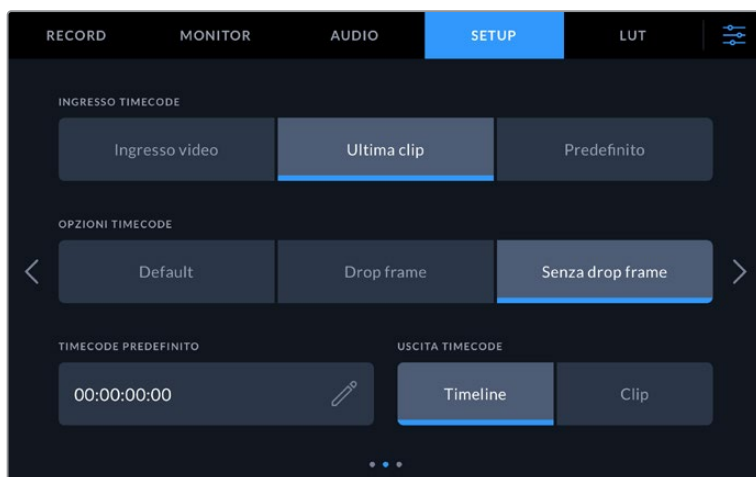 RECORD MONITOR AUDIO SETUP LUT
INGRESSO TIMECODE
Ingresso video Ultima clip Predefinito
OPZIONI TIMECODE
Default Drop frame Senza drop frame
TIMECODE PREDEFINITO USCITA TIMECODE
00:00:00:00 Timeline Clip